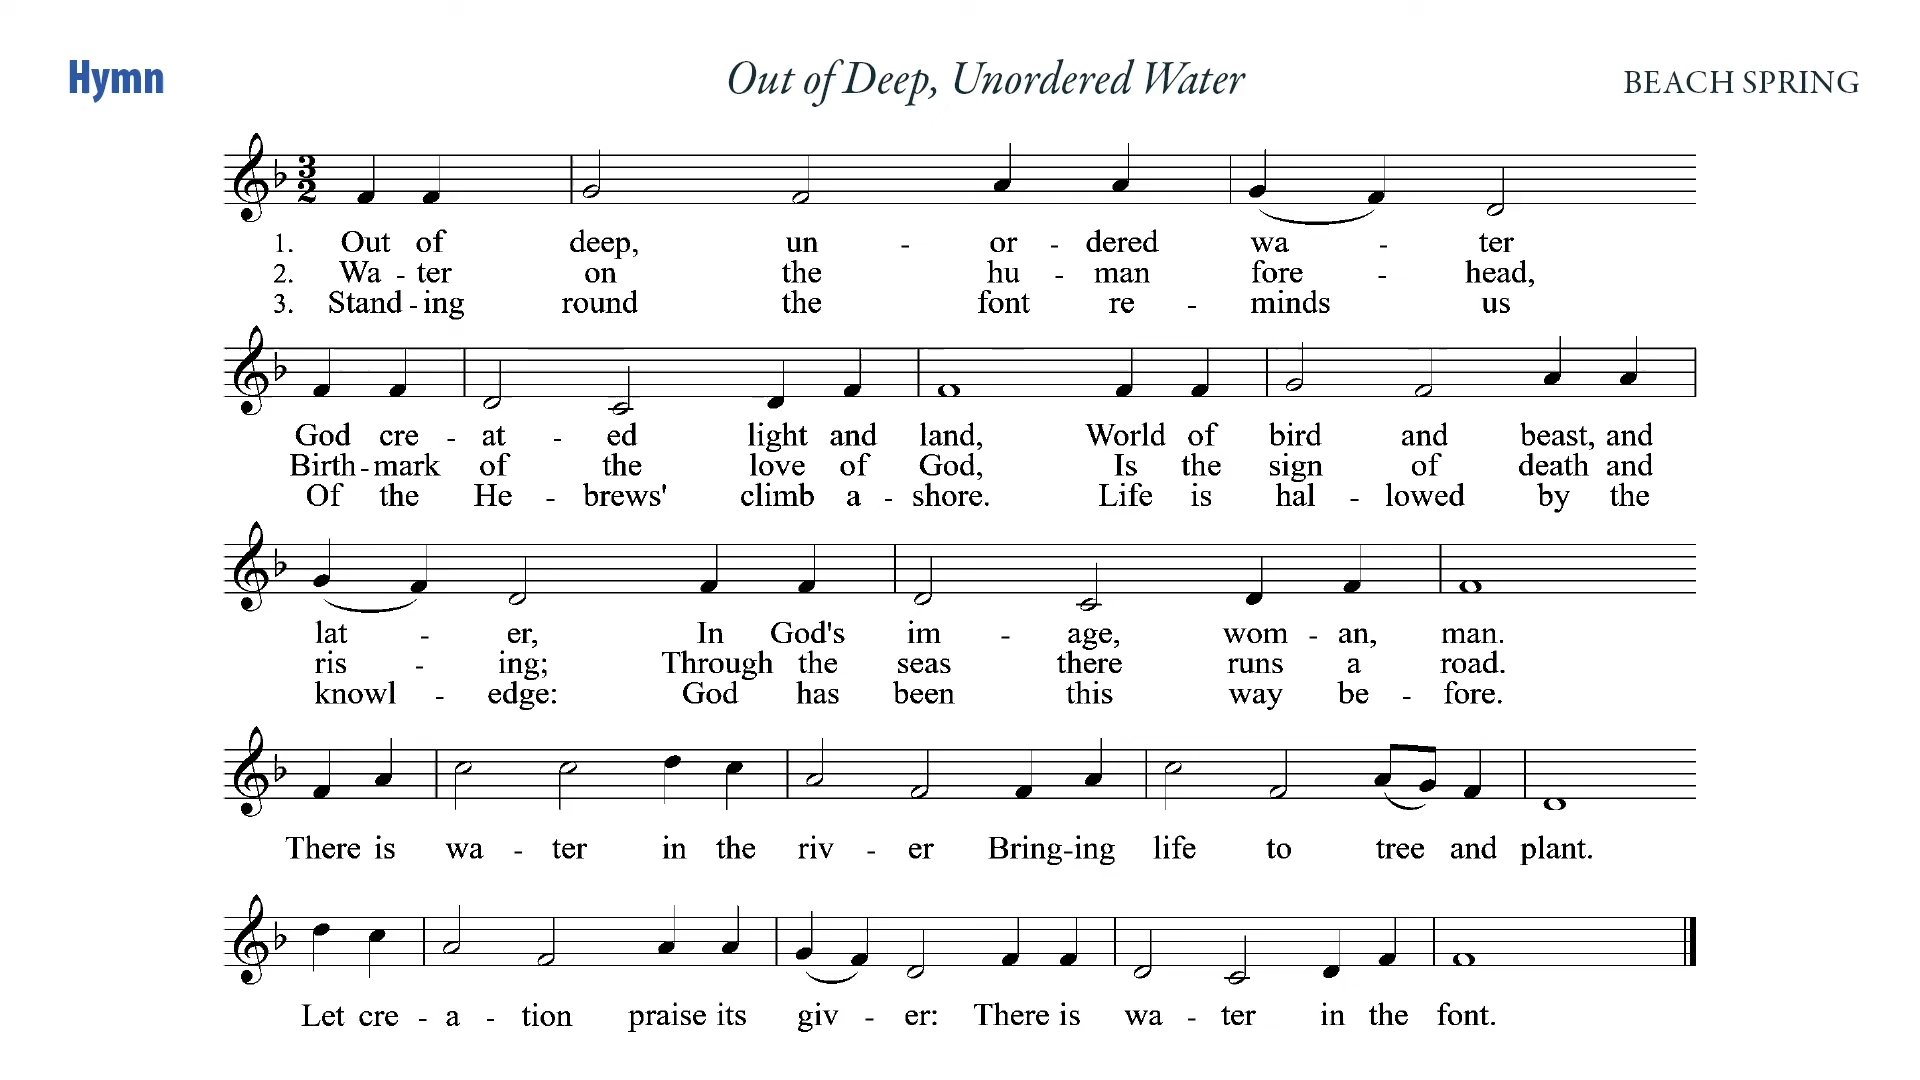 Hymn
Out of Deep, Unordered Water
BEACH SPRING
3
2
1. Out of deep, un - or - dered wa - ter
2. Wa - ter on the hu - man fore - head,
3. Stand - ing round the font re - minds us
God cre - at - ed light and land, World of bird and beast, and
Birth - mark of the love of God, Is the sign of death and
Of the He - brews' climb a - shore. Life is hal - lowed by the
lat - er, In God's im - age, wom - an, man.
ris - ing; Through the seas there runs a road.
knowl - edge: God has been this way be - fore.
There is wa - ter in the riv - er Bring-ing life to tree and plant.
Let cre - a - tion praise its giv - er: There is wa - ter in the font.